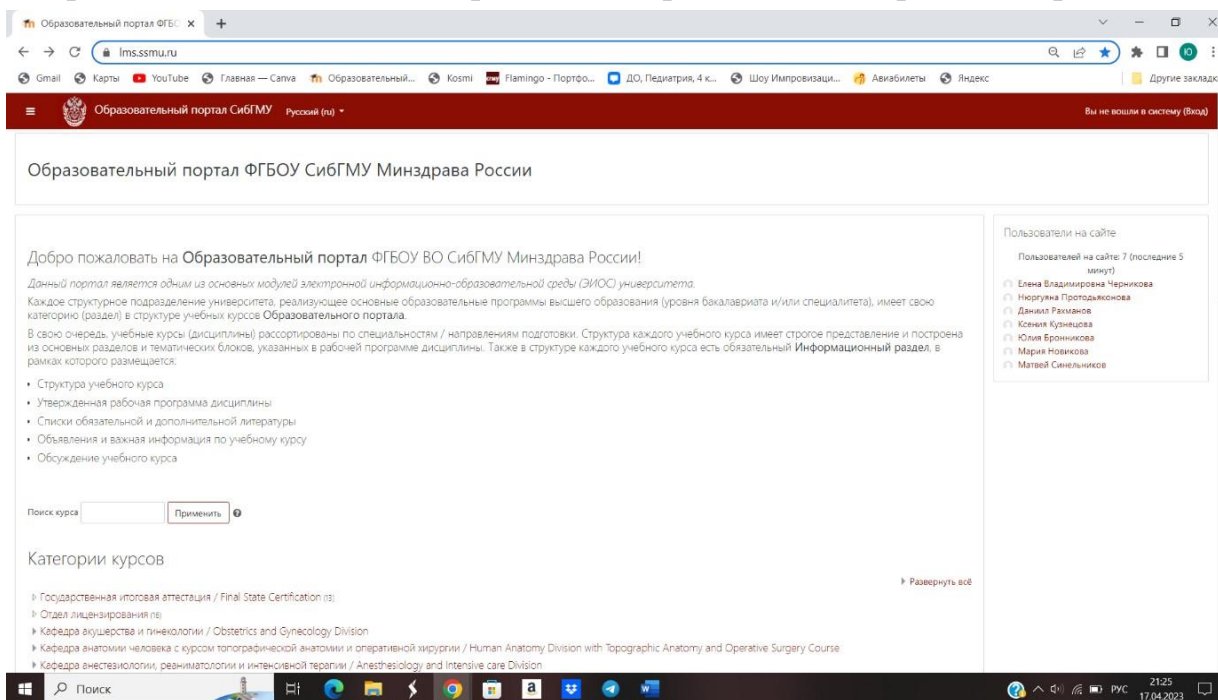 Образовательный портал ФГБО
lms.ssmu.ru
Gmail Карты YouTube Главная — Canva Образовательный... Kosmi Flamingo - Портфо... ДО, Педиатрия, 4 к... Шоу Импровизаци... Авиабилеты Яндекс Другие закладк
Образовательный портал СибГМУ Русский (ru) Вы не вошли в систему (Вход)
Образовательный портал ФГБОУ СибГМУ Минздрава России
Добро пожаловать на Образовательный портал ФГБОУ ВО СибГМУ Минздрава России!
Данный портал является одним из основных модулей электронной информационно-образовательной среды (ЭИОС) университета.
Каждое структурное подразделение университета, реализующее основные образовательные программы высшего образования (уровня бакалавриата и/или специалитета), имеет свою
категорию (раздел) в структуре учебных курсов Образовательного портала.
В свою очередь, учебные курсы (дисциплины) рассортированы по специальностям / направлениям подготовки. Структура каждого учебного курса имеет строгое представление и построена
из основных разделов и тематических блоков, указанных в рабочей программе дисциплины. Также в структуре каждого учебного курса есть обязательный Информационный раздел, в
рамках которого размещается:
• Структура учебного курса
• Утвержденная рабочая программа дисциплины
• Списки обязательной и дополнительной литературы
• Объявления и важная информация по учебному курсу
• Обсуждение учебного курса
Поиск курса Применить
Категории курсов
Развернуть всё
Государственная итоговая аттестация / Final State Certification (13)
Отдел лицензирования (16)
Кафедра акушерства и гинекологии / Obstetrics and Gynecology Division
Кафедра анатомии человека с курсом топографической анатомии и оперативной хирургии / Human Anatomy Division with Topographic Anatomy and Operative Surgery Course
Кафедра анестезиологии, реаниматологии и интенсивной терапии / Anesthesiology and Intensive care Division
Пользователи на сайте
Пользователей на сайте: 7 (последние 5
минут)
Елена Владимировна Черникова
Нюргуяна Протодьяконова
Даниил Рахманов
Ксения Кузнецова
Юлия Бронникова
Мария Новикова
Матвей Синельников
Поиск
РУС
21:25
17.04.2023